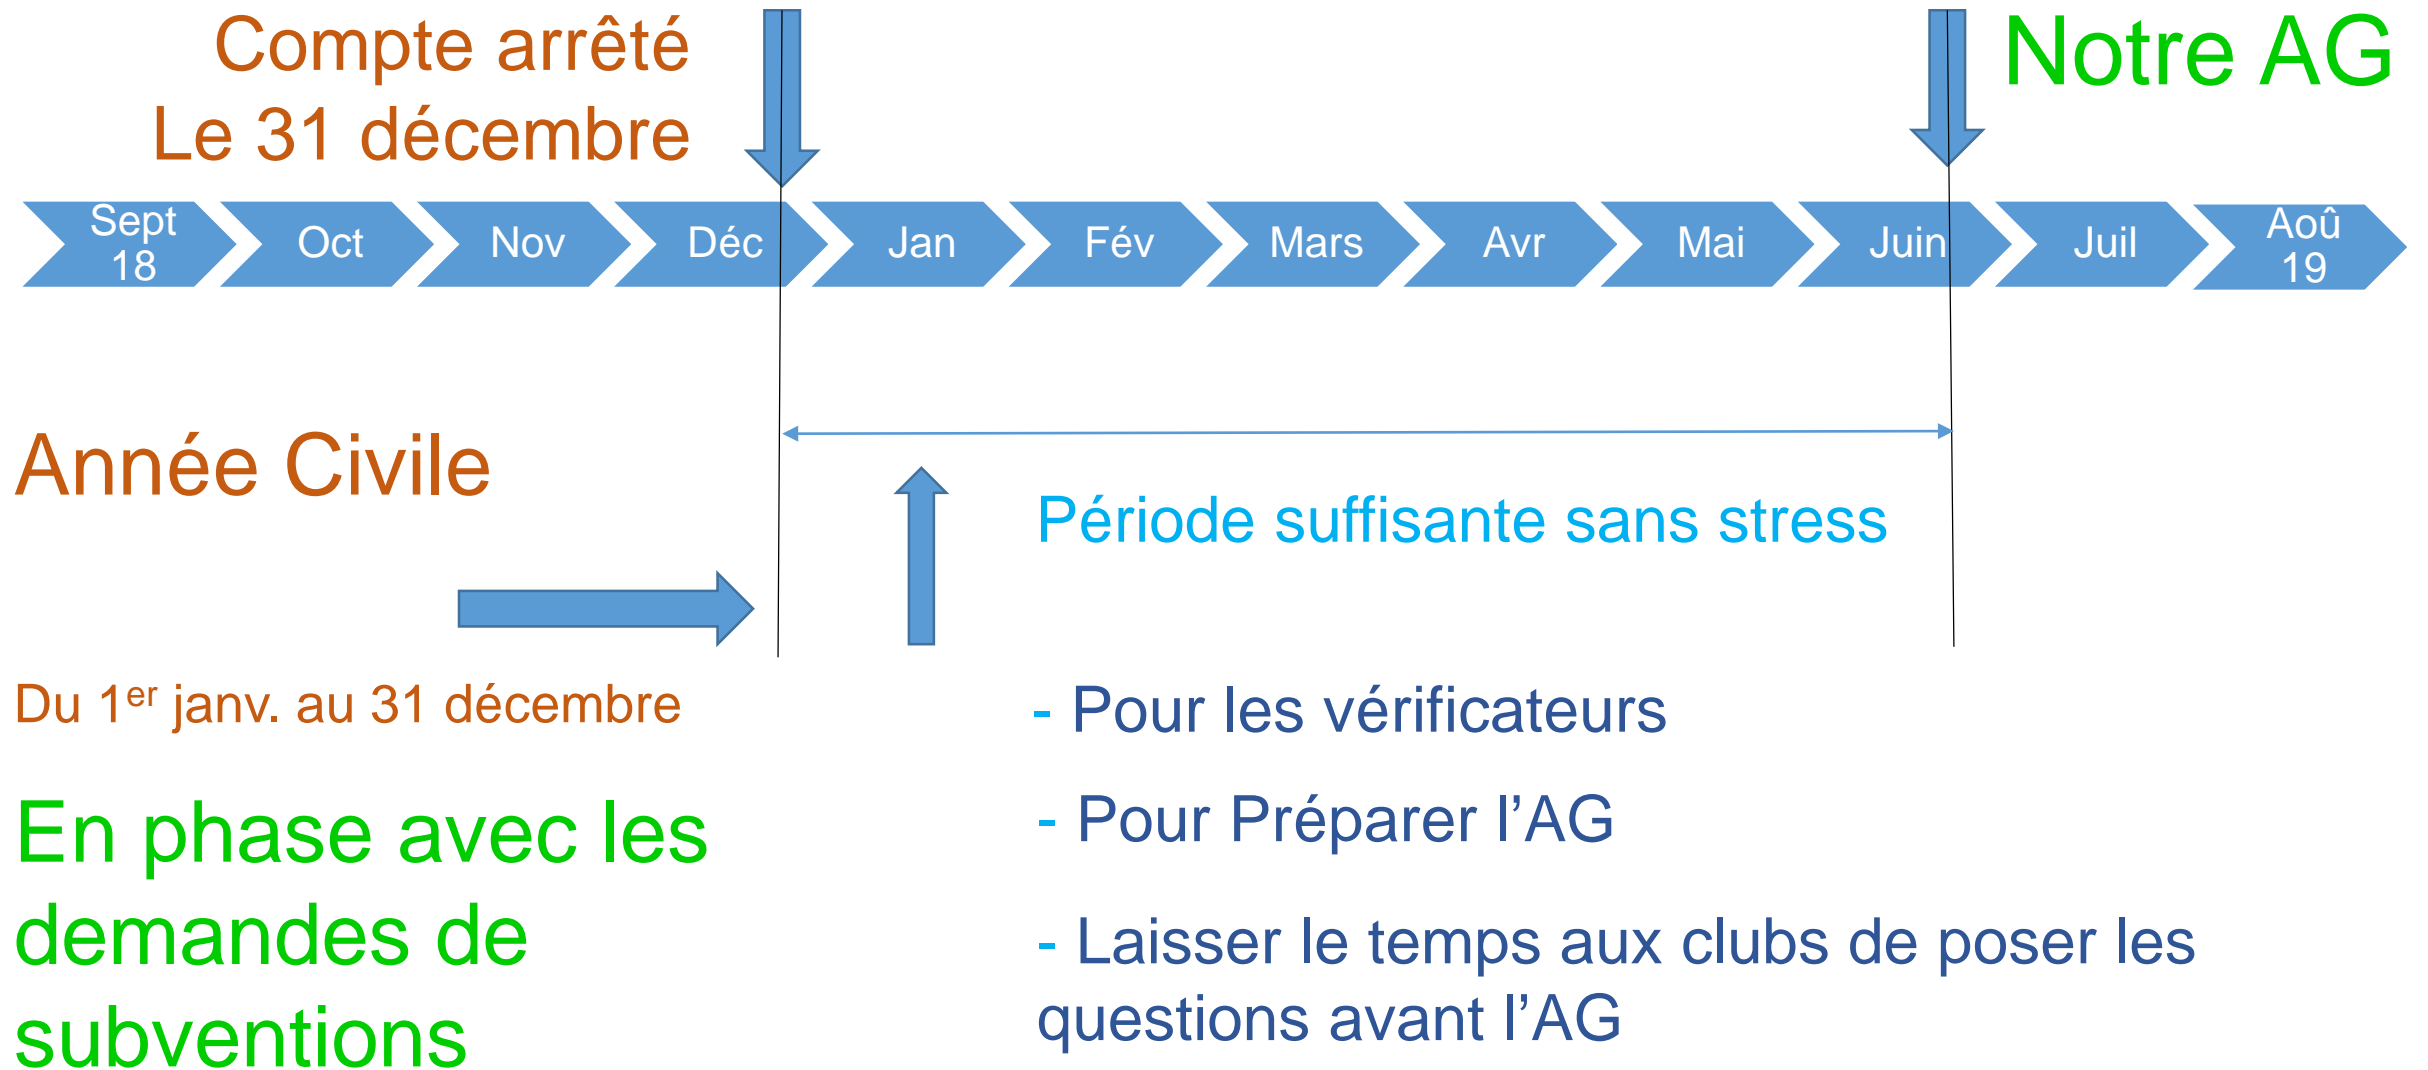 Compte arrêté
Le 31 décembre
Notre AG
Sept
18
Oct
Nov
Déc
Jan
Fév
Mars
Avr
Mai
Juin
Juil
Aoû
19
Année Civile
Période suffisante sans stress
Du 1er janv. au 31 décembre
- Pour les vérificateurs
- Pour Préparer l’AG
- Laisser le temps aux clubs de poser les
questions avant l’AG
En phase avec les
demandes de
subventions